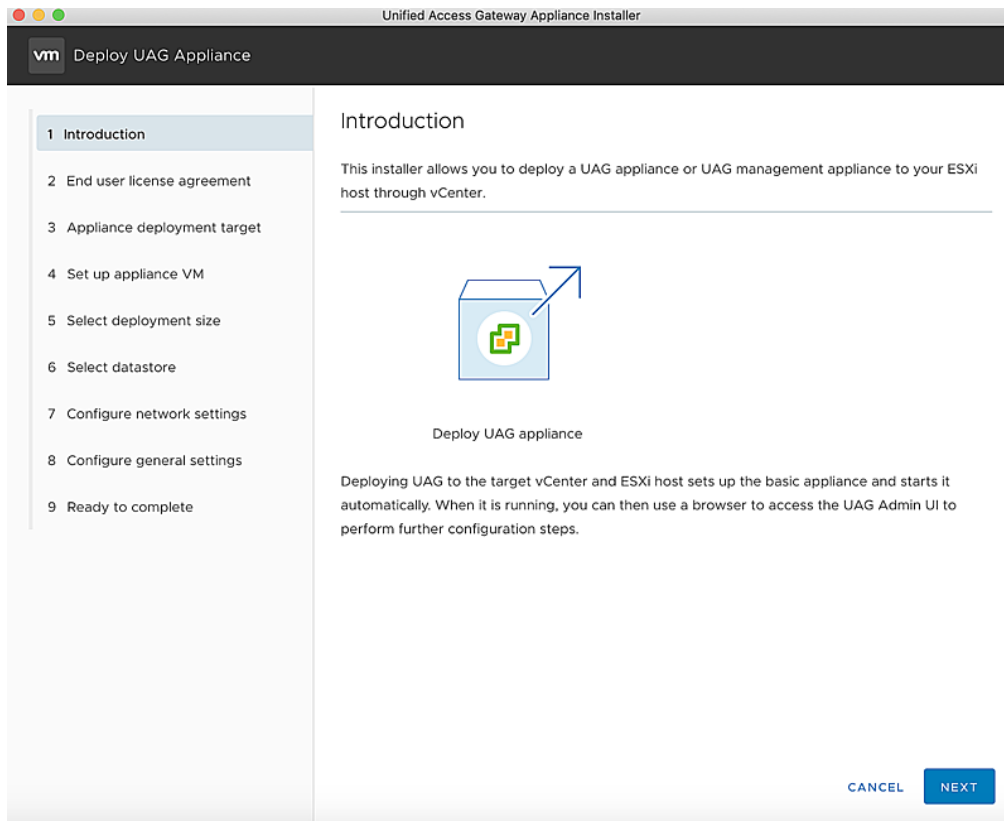 Unified Access Gateway Appliance Installer
vm Deploy UAG Appliance
1 Introduction
2 End user license agreement
3 Appliance deployment target
4 Set up appliance VM
5 Select deployment size
6 Select datastore
7 Configure network settings
8 Configure general settings
9 Ready to complete
Introduction
This installer allows you to deploy a UAG appliance or UAG management appliance to your ESXi
host through vCenter.
Deploy UAG appliance
Deploying UAG to the target vCenter and ESXi host sets up the basic appliance and starts it
automatically. When it is running, you can then use a browser to access the UAG Admin UI to
perform further configuration steps.
CANCEL
NEXT